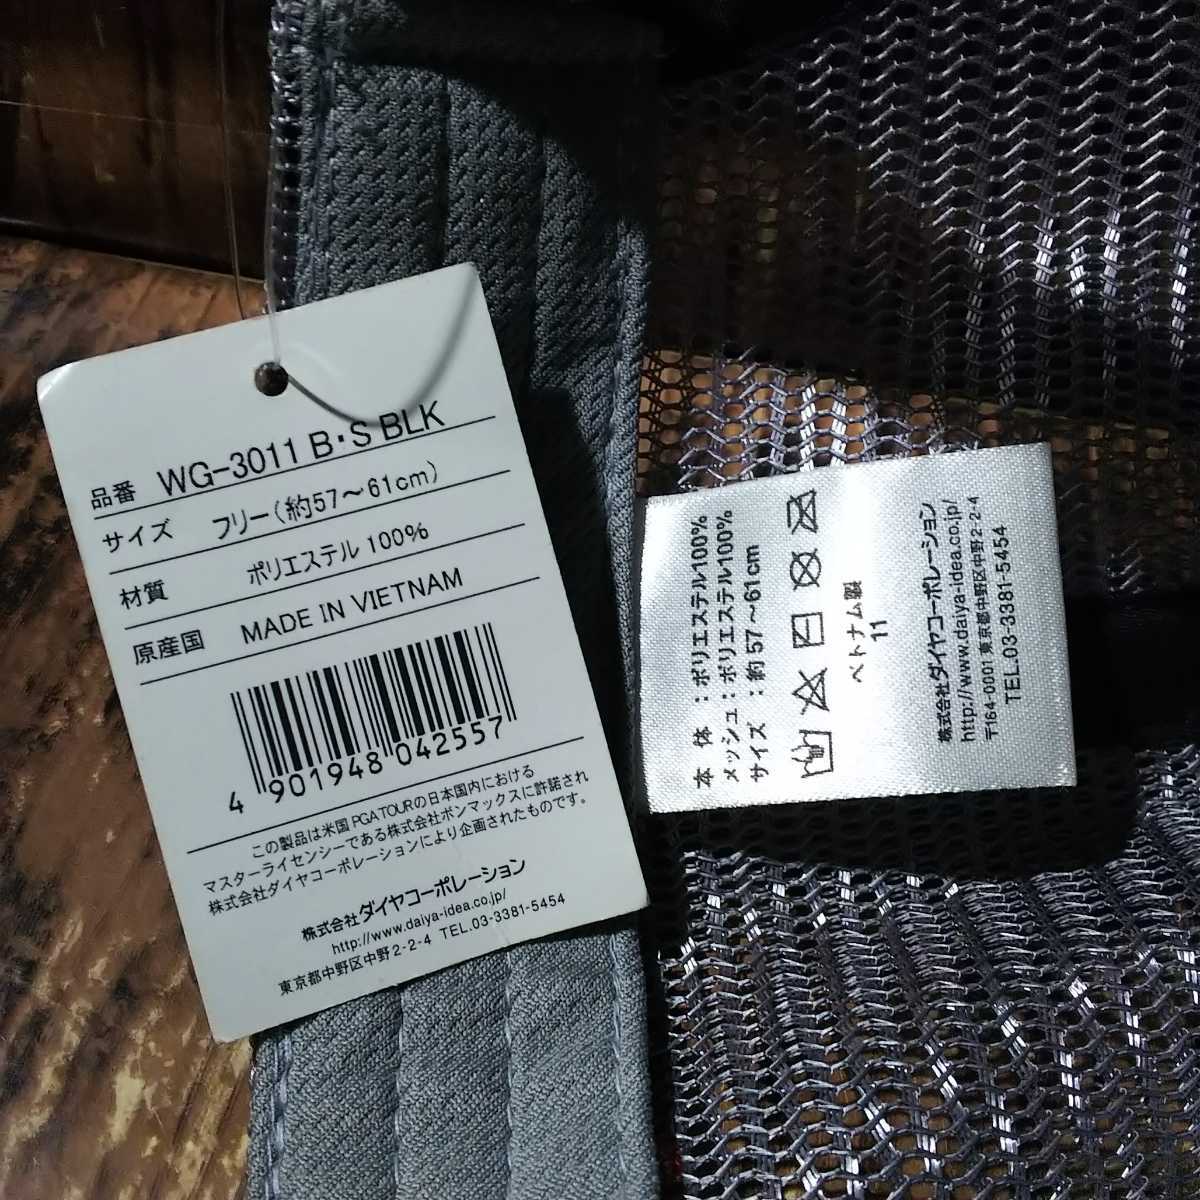 品番 WG-3011 B・S BLK
サイズ フリー(約57〜61cm)
材質 ポリエステル 100%
原産国 MADE IN VIETNAM
4 901948 042557
この製品は米国 PGA TOURの日本国内における
マスターライセンシーである株式会社ボンマックスに許諾され
株式会社ダイヤコーポレーションにより企画されたものです。
株式会社ダイヤコーポレーション
http://www.daiya-idea.co.jp/
東京都中野区中野2-2-4 TEL.03-3381-5454
本 体 :ポリエステル100%
メッシュ:ポリエステル100%
サイズ :約57〜61cm
ベトナム製
11
株式会社ダイヤコーポレーション
http://www.daiya-idea.co.jp/
〒164-0001 東京都中野区中野2-2-4
TEL.03-3381-5454